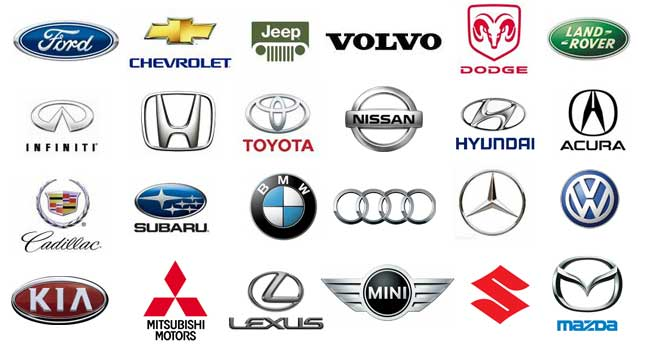 Ford
CHEVROLET
Jeep
VOLVO
DODGE
LAND-
-ROVER
INFINITI
TOYOTA
NISSAN
HYUNDAI
ACURA
Cadillac
SUBARU
BMW
VW
KIA
MITSUBISHI
MOTORS
LEXUS
MINI
mazda